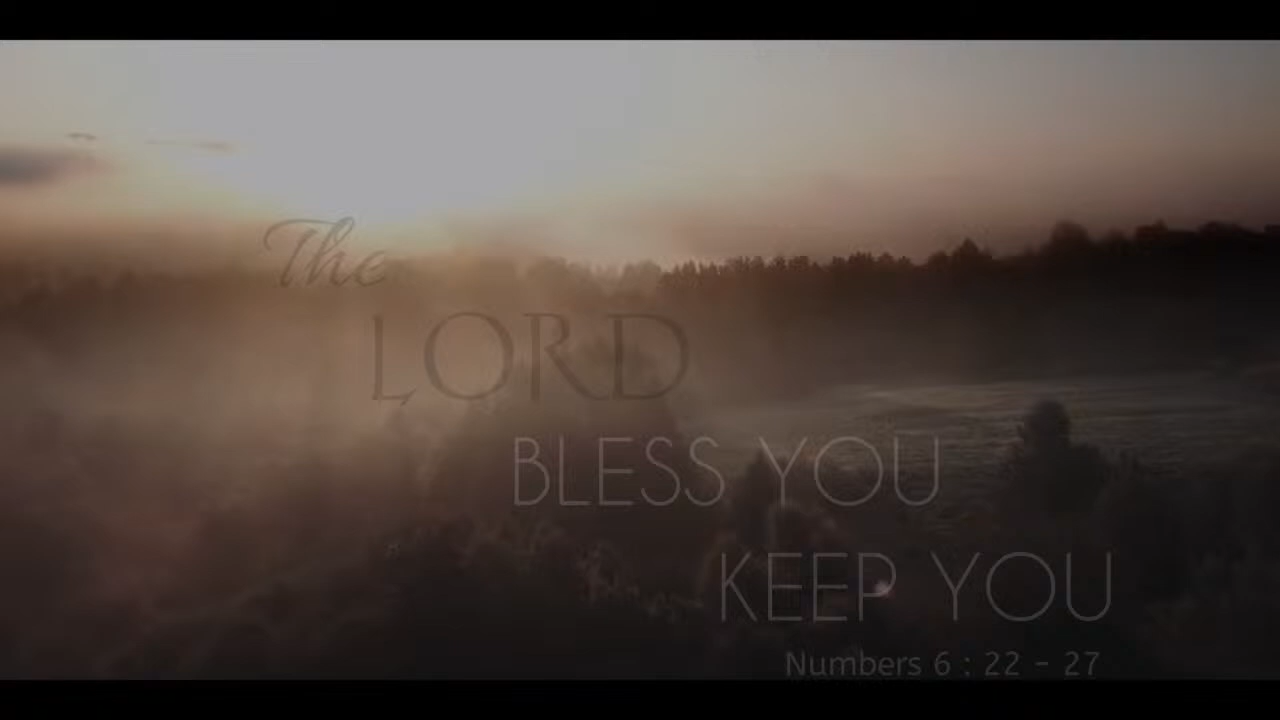 The
LORD
BLESS YOU
KEEP YOU
Numbers 6 : 22 - 27